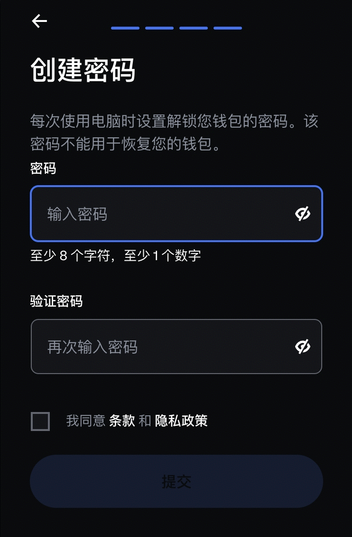 创建密码
每次使用电脑时设置解锁您钱包的密码。该
密码不能用于恢复您的钱包。
密码
输入密码
至少 8 个字符，至少 1 个数字
验证密码
再次输入密码
我同意 条款 和 隐私政策
提交